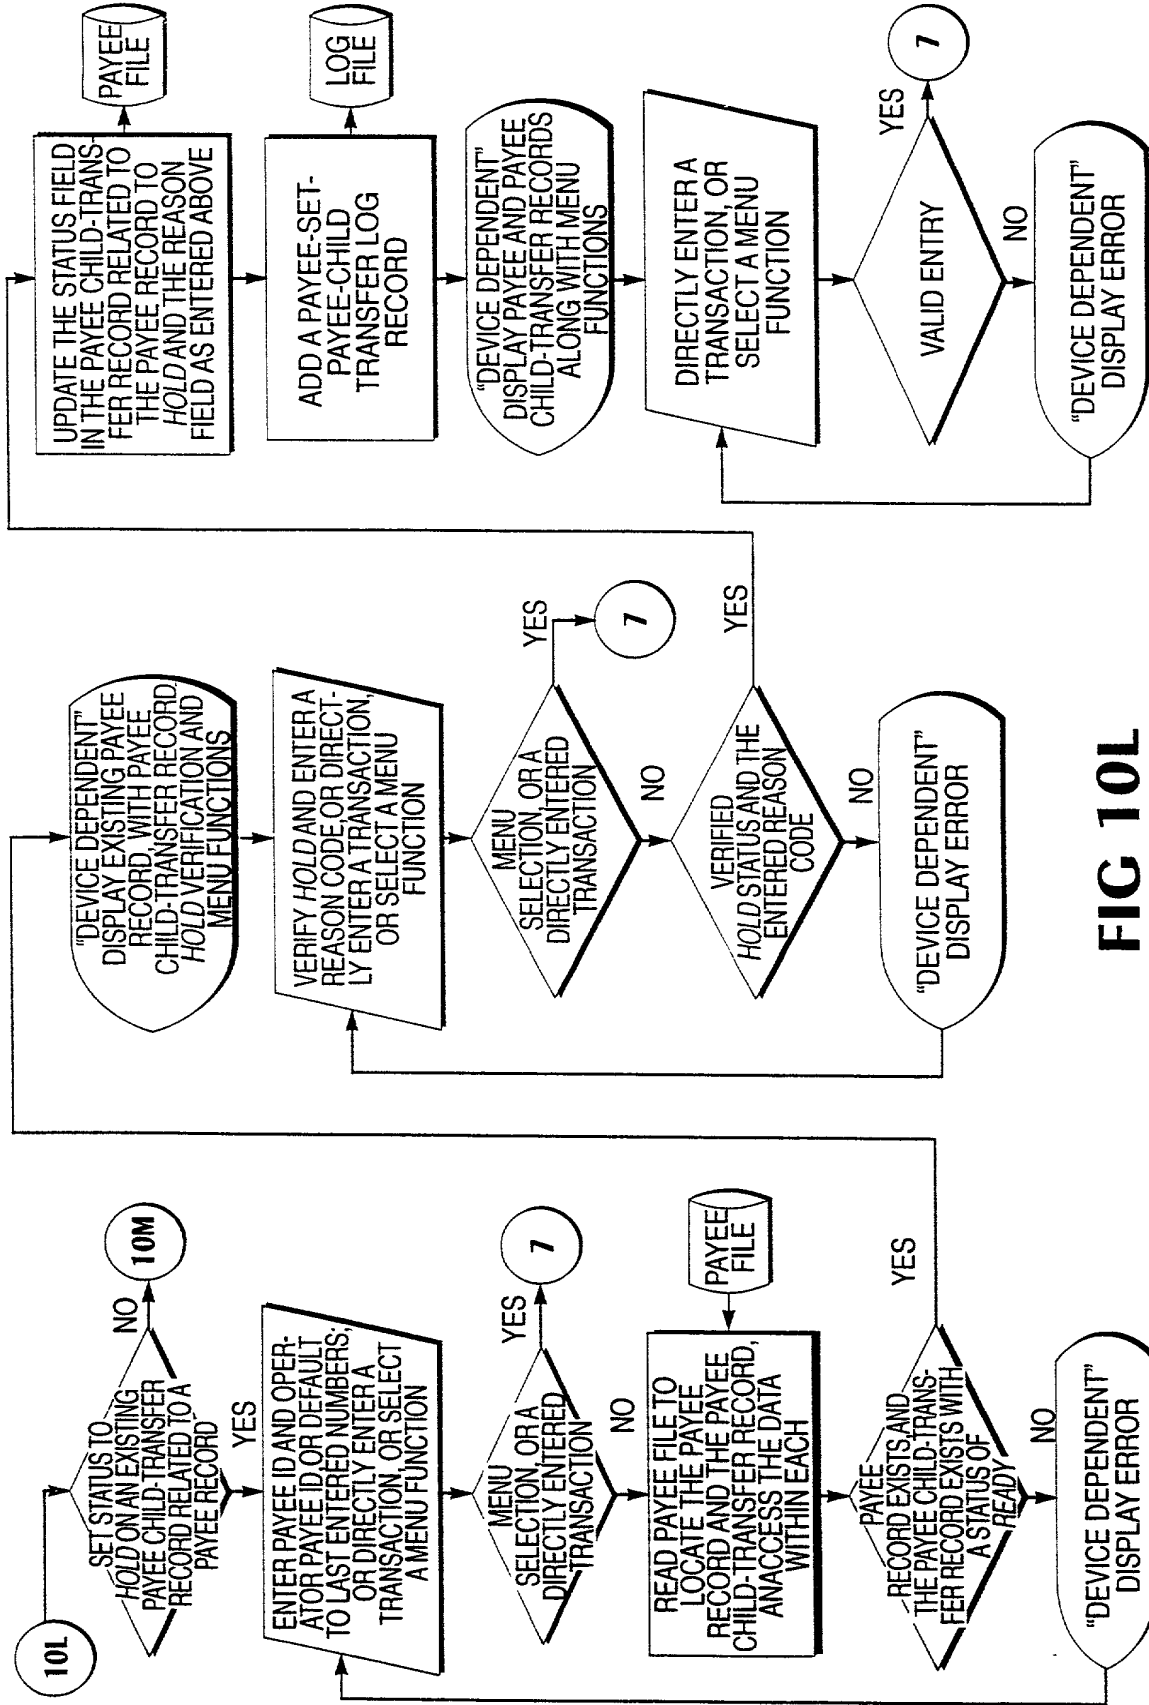 10L
SET STATUS TO
HOLD ON AN EXISTING
PAYEE CHILD-TRANSFER
RECORD RELATED TO A
PAYEE RECORD
NO
10M
YES
ENTER PAYEE ID AND OPER-
ATOR PAYEE ID OR DEFAULT
TO LAST ENTERED NUMBERS;
OR DIRECTLY ENTER A
TRANSACTION, OR SELECT
A MENU FUNCTION
MENU
SELECTION, OR A
DIRECTLY ENTERED
TRANSACTION
YES
7
NO
READ PAYEE FILE TO
LOCATE THE PAYEE
RECORD AND THE PAYEE
CHILD-TRANSFER RECORD,
ANACCESS THE DATA
WITHIN EACH
PAYEE
FILE
PAYEE
RECORD EXISTS, AND
THE PAYEE CHILD-TRANS-
FER RECORD EXISTS WITH
A STATUS OF
READY
YES
NO
“DEVICE DEPENDENT”
DISPLAY ERROR
“DEVICE DEPENDENT”
DISPLAY EXISTING PAYEE
RECORD, WITH PAYEE
CHILD-TRANSFER RECORD,
HOLD VERIFICATION AND
MENU FUNCTIONS
VERIFY HOLD AND ENTER A
REASON CODE, OR DIRECT-
LY ENTER A TRANSACTION,
OR SELECT A MENU
FUNCTION
MENU
SELECTION, OR A
DIRECTLY ENTERED
TRANSACTION
YES
7
NO
VERIFIED
HOLD STATUS AND THE
ENTERED REASON
CODE
YES
NO
“DEVICE DEPENDENT”
DISPLAY ERROR
UPDATE THE STATUS FIELD
IN THE PAYEE CHILD-TRANS-
FER RECORD RELATED TO
THE PAYEE RECORD TO
HOLD AND THE REASON
FIELD AS ENTERED ABOVE
PAYEE
FILE
ADD A PAYEE-SET-
PAYEE-CHILD
TRANSFER LOG
RECORD
LOG
FILE
“DEVICE DEPENDENT”
DISPLAY PAYEE AND PAYEE
CHILD-TRANSFER RECORDS
ALONG WITH MENU
FUNCTIONS
DIRECTLY ENTER A
TRANSACTION, OR
SELECT A MENU
FUNCTION
VALID ENTRY
YES
7
NO
“DEVICE DEPENDENT”
DISPLAY ERROR
FIG 10L